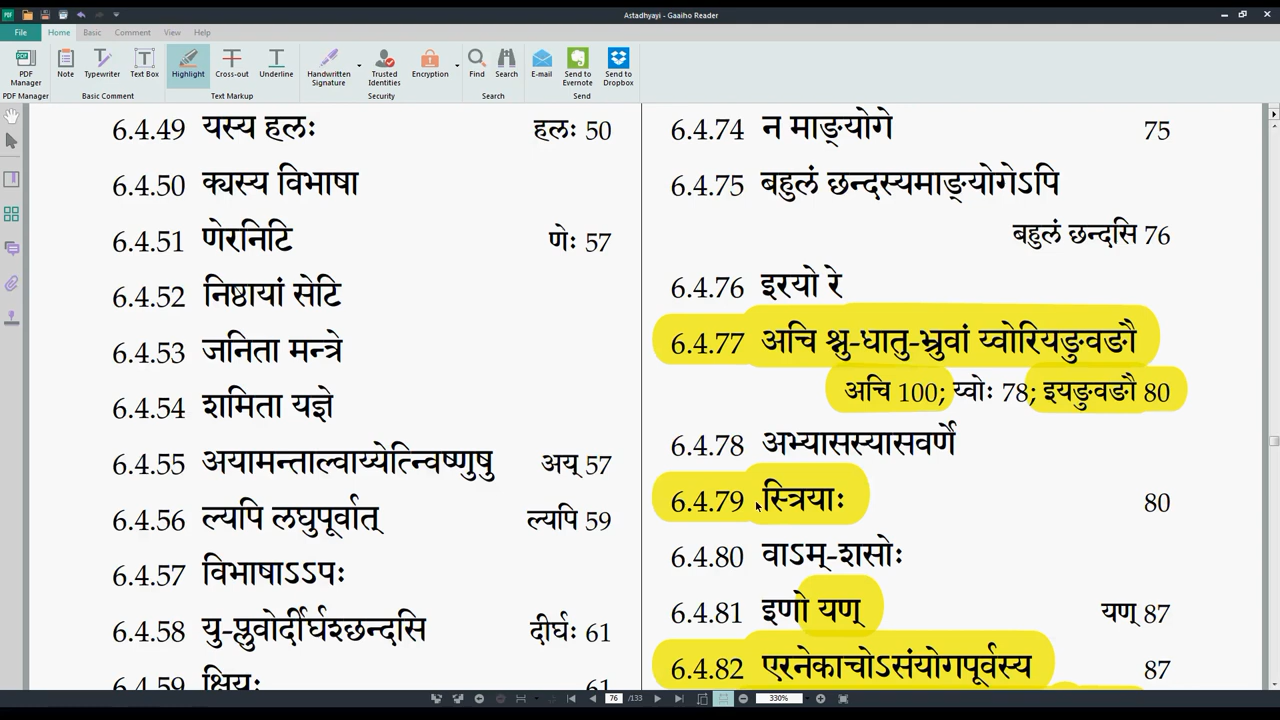 Astadhyayi - Gaaiho Reader
File Home Basic Comment View Help
PDF Manager Note Typewriter Text Box Highlight Cross-out Underline Handwritten Signature Trusted Identities Encryption Find Search E-mail Send to Evernote Send to Dropbox
PDF Manager Basic Comment Text Markup Security Search Send
6.4.49 यस्य हलः हलः 50
6.4.50 क्यस्य विभाषा
6.4.51 णेरनिटि णेः 57
6.4.52 निष्ठायां सेटि
6.4.53 जनिता मन्त्रे
6.4.54 शमिता यज्ञे
6.4.55 अयामन्ताल्वाय्येत्न्विष्णुषु अय् 57
6.4.56 ल्यपि लघुपूर्वात् ल्यपि 59
6.4.57 विभाषाऽऽपः
6.4.58 यु-प्लुवोर्दीर्घश्छन्दसि दीर्घः 61
6.4.59 क्षियः 61
6.4.74 न माङ्योगे 75
6.4.75 बहुलं छन्दस्यमाङ्योगेऽपि
बहुलं छन्दसि 76
6.4.76 इरयो रे
6.4.77 अचि श्नु-धातु-भ्रुवां य्वोरियङुवङौ
अचि 100; य्वोः 78; इयङुवङौ 80
6.4.78 अभ्यासस्यासवर्णे
6.4.79 स्त्रियाः 80
6.4.80 वाऽम्-शसोः
6.4.81 इणो यण् यण् 87
6.4.82 एरनेकाचोऽसंयोगपूर्वस्य 87
76 /133 330%